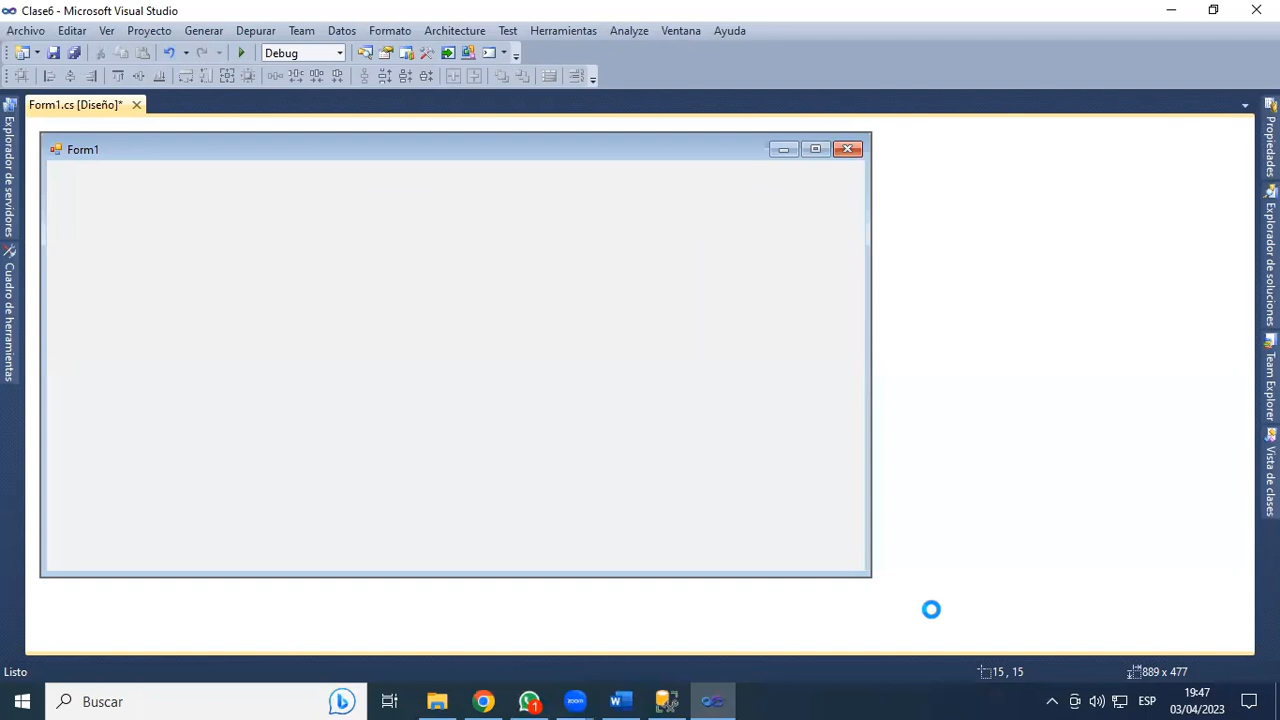 Clase6 - Microsoft Visual Studio
Archivo Editar Ver Proyecto Generar Depurar Team Datos Formato Architecture Test Herramientas Analyze Ventana Ayuda
Debug
Form1.cs [Diseño]*
Explorador de servidores
Cuadro de herramientas
Form1
Propiedades
Explorador de soluciones
Team Explorer
Vista de clases
Listo
15 , 15
889 x 477
Buscar
1
zoom
ESP
19:47
03/04/2023